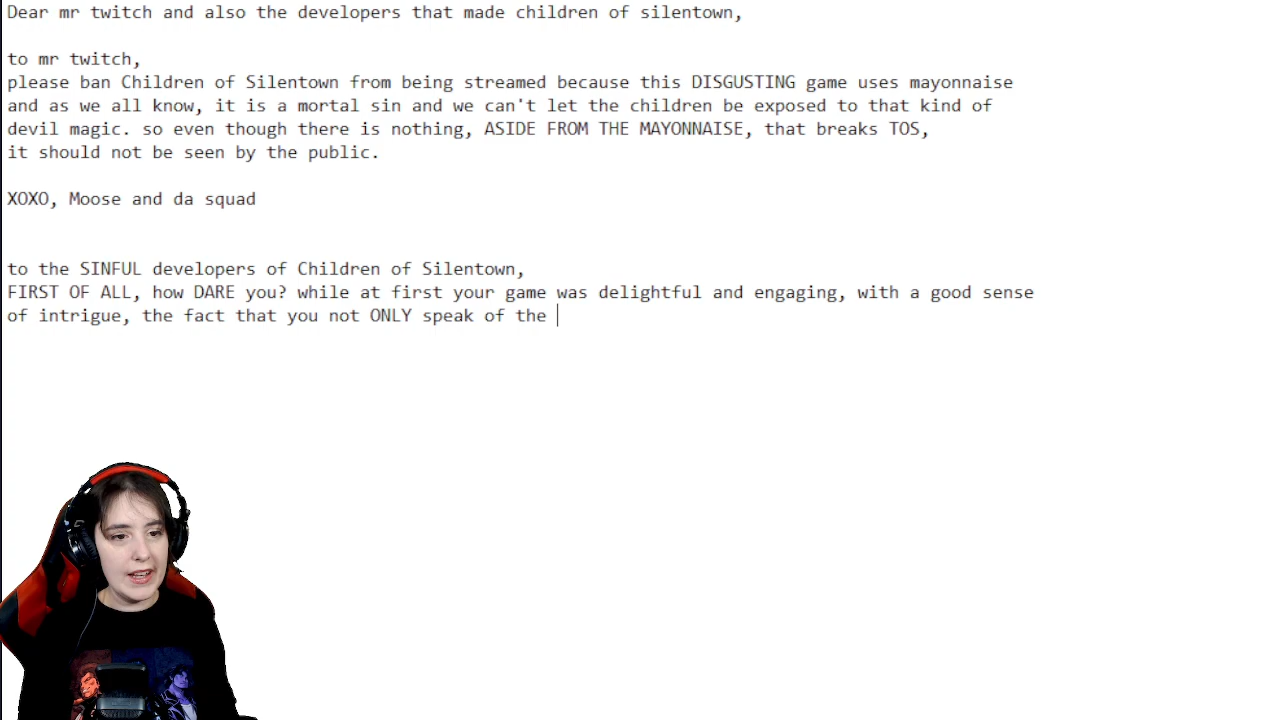 Dear mr twitch and also the developers that made children of silentown,
to mr twitch,
please ban Children of Silentown from being streamed because this DISGUSTING game uses mayonnaise
and as we all know, it is a mortal sin and we can't let the children be exposed to that kind of
devil magic. so even though there is nothing, ASIDE FROM THE MAYONNAISE, that breaks TOS,
it should not be seen by the public.
XOXO, Moose and da squad
to the SINFUL developers of Children of Silentown,
FIRST OF ALL, how DARE you? while at first your game was delightful and engaging, with a good sense
of intrigue, the fact that you not ONLY speak of the